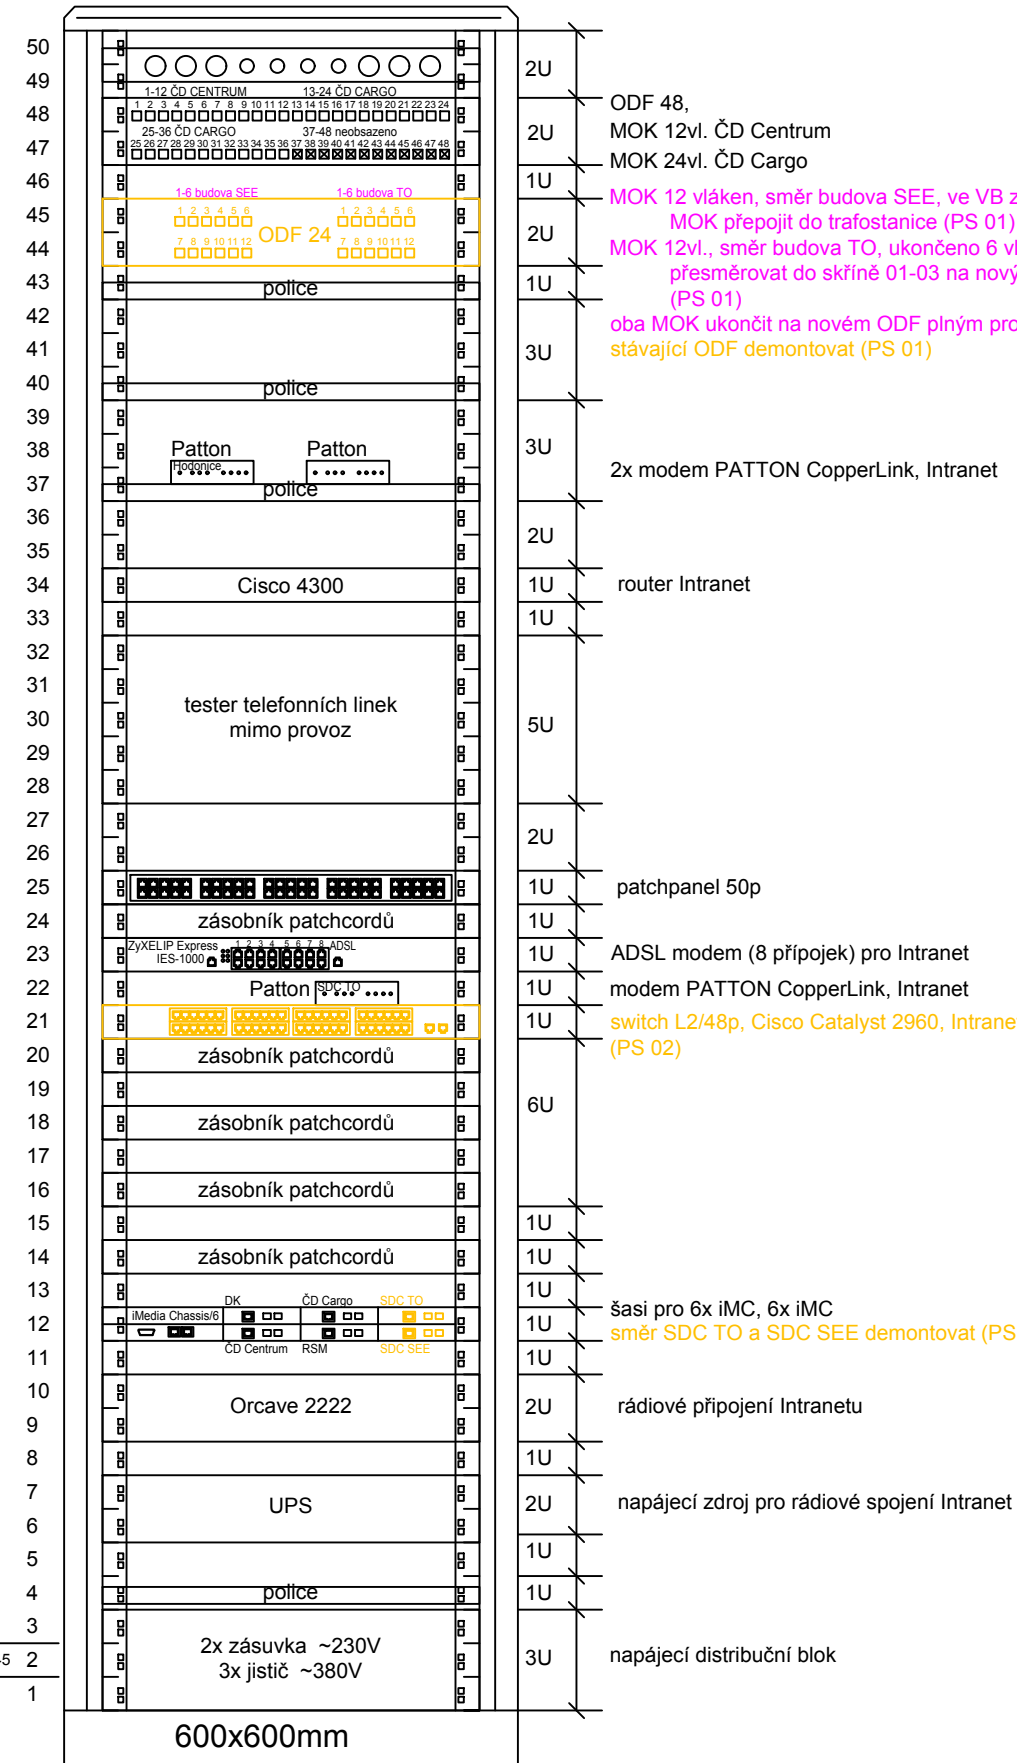 50
2U
49
1-12 ČD CENTRUM 13-24 ČD CARGO
48
1 2 3 4 5 6 7 8 9 10 11 12 13 14 15 16 17 18 19 20 21 22 23 24
ODF 48,
25-36 ČD CARGO 37-48 neobsazeno
2U
MOK 12vl. ČD Centrum
47
25 26 27 28 29 30 31 32 33 34 35 36 37 38 39 40 41 42 43 44 45 46 47 48
MOK 24vl. ČD Cargo
46
1U
1-6 budova SEE 1-6 budova TO
MOK 12 vláken, směr budova SEE, ve VB z
45
1 2 3 4 5 6 1 2 3 4 5 6
MOK přepojit do trafostanice (PS 01)
ODF 24
2U
44
7 8 9 10 11 12 7 8 9 10 11 12
MOK 12vl., směr budova TO, ukončeno 6 vl
přesměrovat do skříně 01-03 na nový
43
police
1U
(PS 01)
42
oba MOK ukončit na novém ODF plným pro
41
3U
stávající ODF demontovat (PS 01)
40
police
39
38
Patton Patton
3U
Hodonice
37
police
2x modem PATTON CopperLink, Intranet
36
2U
35
34
Cisco 4300
1U
router Intranet
33
1U
32
31
tester telefonních linek
30
mimo provoz
5U
29
28
27
2U
26
25
1U
patchpanel 50p
24
zásobník patchcordů
1U
23
ZyXELIP Express
IES-1000
1 2 3 4 5 6 7 8 ADSL
1U
ADSL modem (8 přípojek) pro Intranet
22
Patton
SDC TO
1U
modem PATTON CopperLink, Intranet
21
1U
switch L2/48p, Cisco Catalyst 2960, Intrane
(PS 02)
20
zásobník patchcordů
19
6U
18
zásobník patchcordů
17
16
zásobník patchcordů
15
1U
14
zásobník patchcordů
1U
13
1U
DK ČD Cargo SDC TO
šasi pro 6x iMC, 6x iMC
12
iMedia Chassis/6
1U
směr SDC TO a SDC SEE demontovat (PS
ČD Centrum RSM SDC SEE
11
1U
10
Orcave 2222
2U
rádiové připojení Intranetu
9
8
1U
7
UPS
2U
napájecí zdroj pro rádiové spojení Intranet
6
5
1U
4
police
1U
3
2x zásuvka ~230V
5 2
3U
napájecí distribuční blok
3x jistič ~380V
1
600x600mm